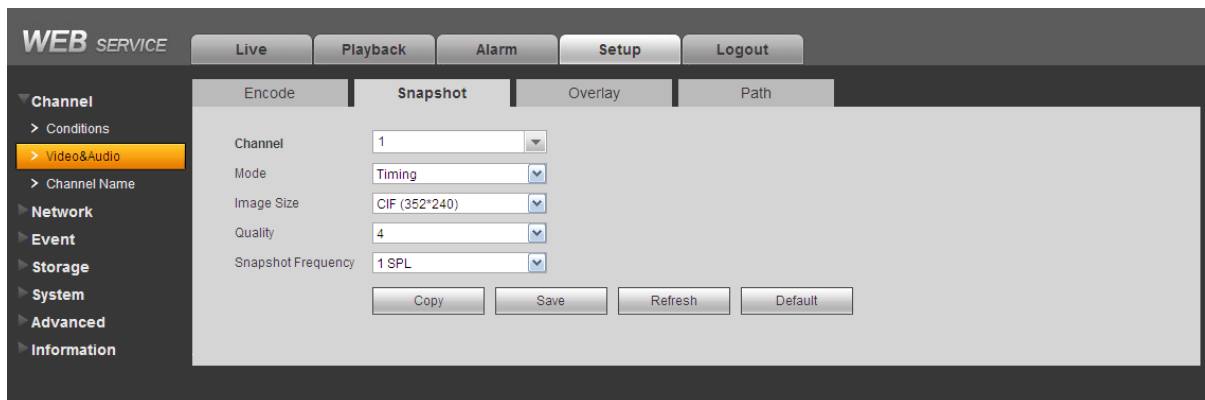 WEB SERVICE
Live Playback Alarm Setup Logout
Channel
> Conditions
> Video&Audio
> Channel Name
Network
Event
Storage
System
Advanced
Information
Encode Snapshot Overlay Path
Channel 1
Mode Timing
Image Size CIF (352*240)
Quality 4
Snapshot Frequency 1 SPL
Copy Save Refresh Default